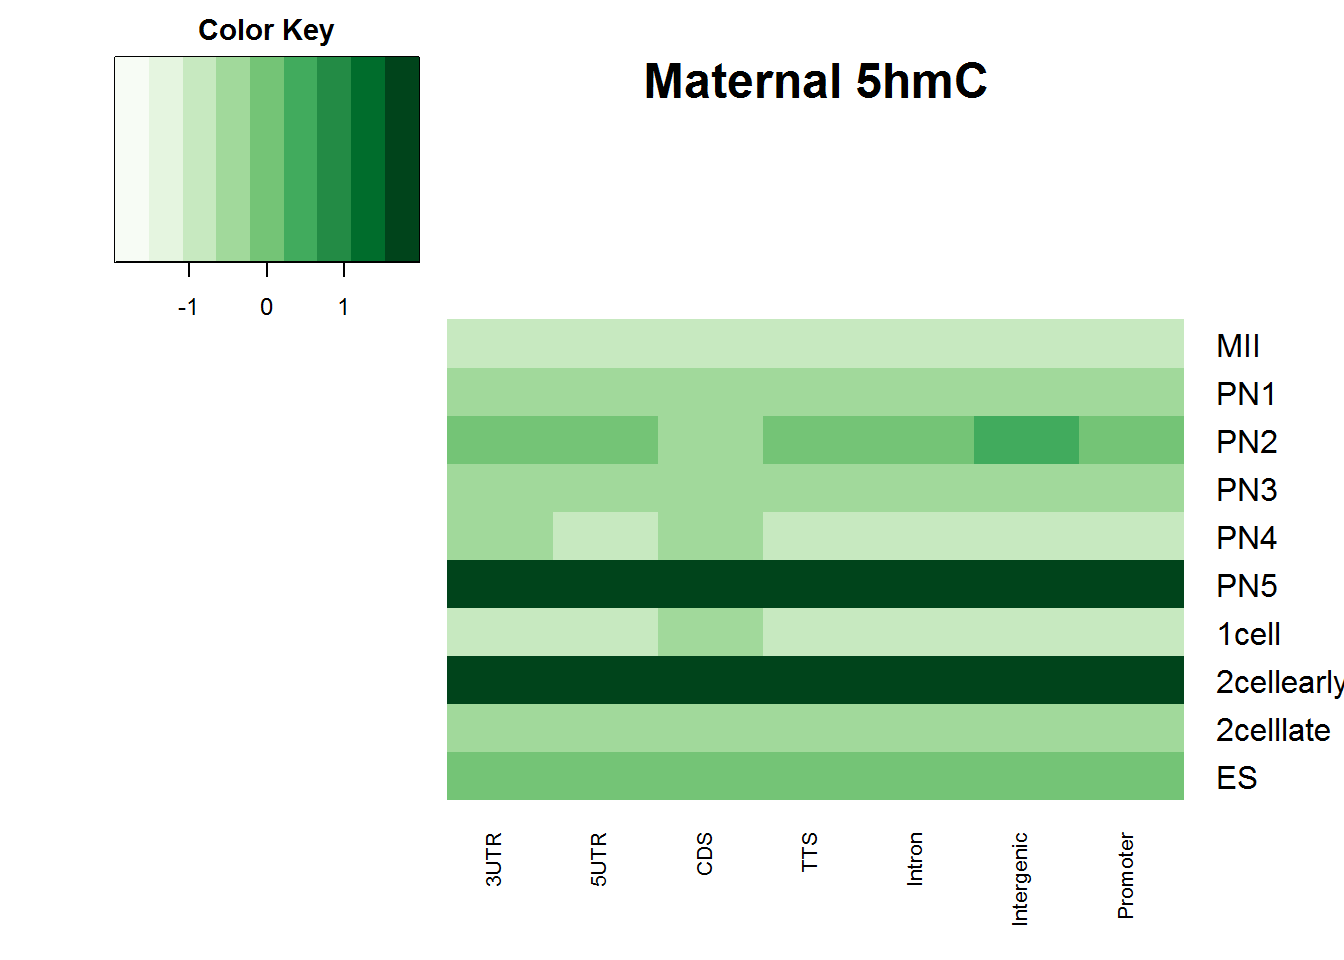 Color Key
Maternal 5hmC
-1 0 1
MII
PN1
PN2
PN3
PN4
PN5
1cell
2cellearly
2celllate
ES
3UTR
5UTR
CDS
TTS
Intron
Intergenic
Promoter